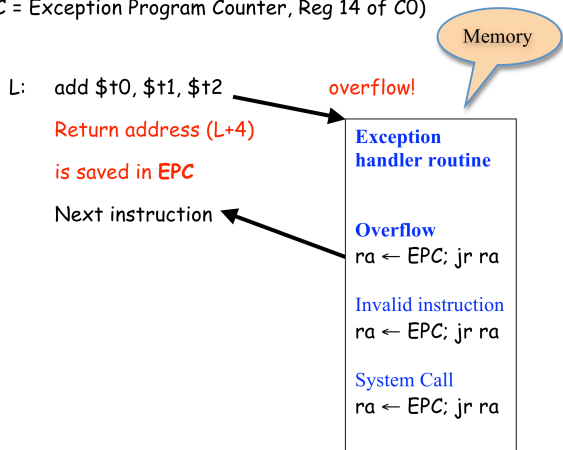 = Exception Program Counter, Reg 14 of C0)
Memory
L: add $t0, $t1, $t2 overflow!
Return address (L+4)
is saved in EPC
Next instruction
Exception
handler routine
Overflow
ra ← EPC; jr ra
Invalid instruction
ra ← EPC; jr ra
System Call
ra ← EPC; jr ra